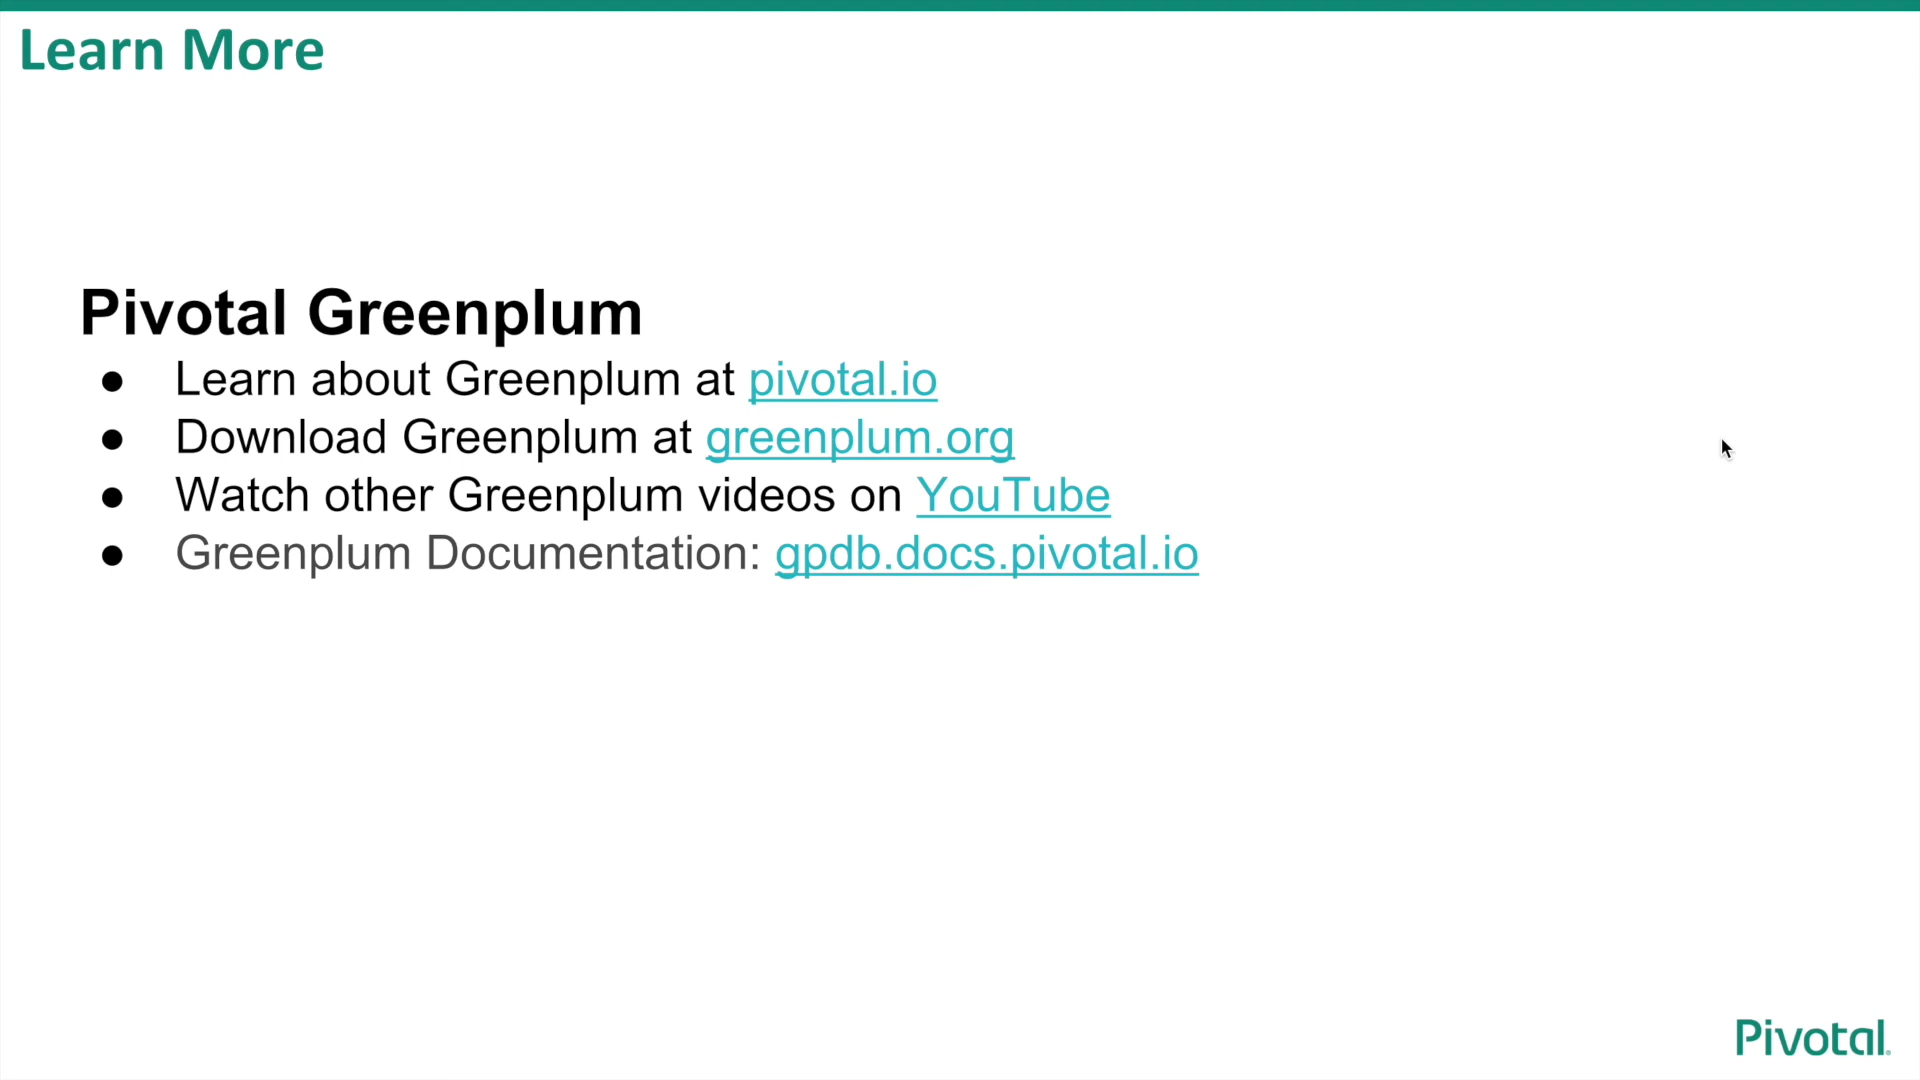 Learn More
Pivotal Greenplum
● Learn about Greenplum at pivotal.io
● Download Greenplum at greenplum.org
● Watch other Greenplum videos on YouTube
● Greenplum Documentation: gpdb.docs.pivotal.io
Pivotal.